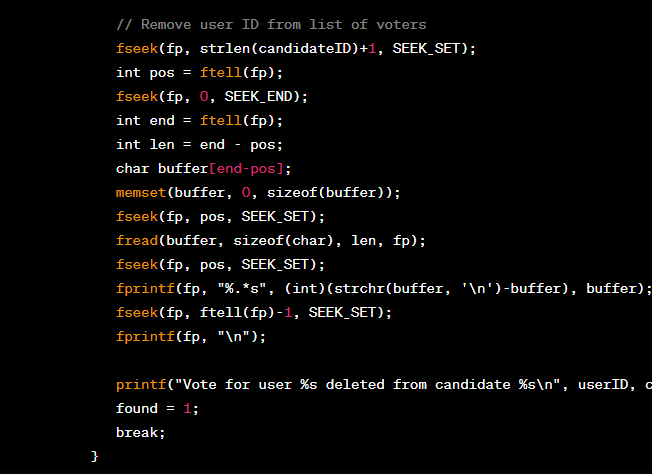 // Remove user ID from list of voters
fseek(fp, strlen(candidateID)+1, SEEK_SET);
int pos = ftell(fp);
fseek(fp, 0, SEEK_END);
int end = ftell(fp);
int len = end - pos;
char buffer[end-pos];
memset(buffer, 0, sizeof(buffer));
fseek(fp, pos, SEEK_SET);
fread(buffer, sizeof(char), len, fp);
fseek(fp, pos, SEEK_SET);
fprintf(fp, "%.*s", (int)(strchr(buffer, '\n')-buffer), buffer);
fseek(fp, ftell(fp)-1, SEEK_SET);
fprintf(fp, "\n");
printf("Vote for user %s deleted from candidate %s\n", userID, c
found = 1;
break;
}